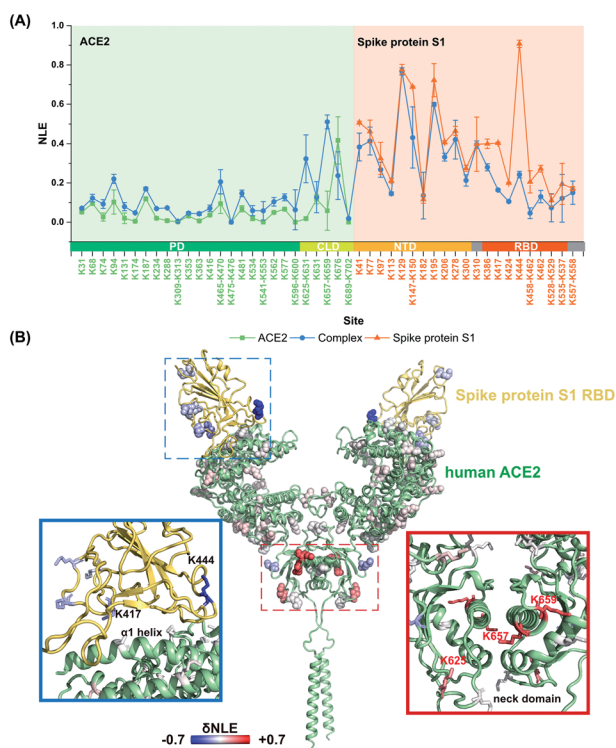 (A)
ACE2
Spike protein S1
NLE
1.0
0.8
0.6
0.4
0.2
0.0
PD
CLD
NTD
RBD
K31
K68
K74
K94
K131
K174
K187
K234
K288
K309-K313
K353
K363
K416
K465-K470
K475-K476
K481
K534
K541-K553
K562
K577
K596-K600
K625-K631
K631
K657-K659
K676
K689-K702
K41
K77
K97
K113
K129
K147-K150
K182
K195
K206
K278
K300
K310
K386
K417
K424
K444
K458-K462
K462
K528-K529
K535-K537
K557-K558
Site
ACE2
Complex
Spike protein S1
(B)
Spike protein S1 RBD
human ACE2
K444
K417
α1 helix
K659
K657
K625
neck domain
δNLE
-0.7
+0.7